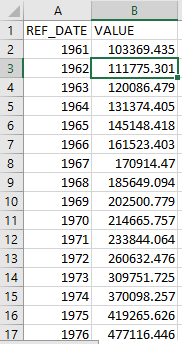 A B
1 REF_DATE VALUE
2 1961 103369.435
3 1962 111775.301
4 1963 120086.479
5 1964 131374.405
6 1965 145148.418
7 1966 161523.403
8 1967 170914.47
9 1968 185649.094
10 1969 202500.779
11 1970 214665.757
12 1971 233844.064
13 1972 260632.476
14 1973 309751.725
15 1974 370098.257
16 1975 419265.626
17 1976 477116.446